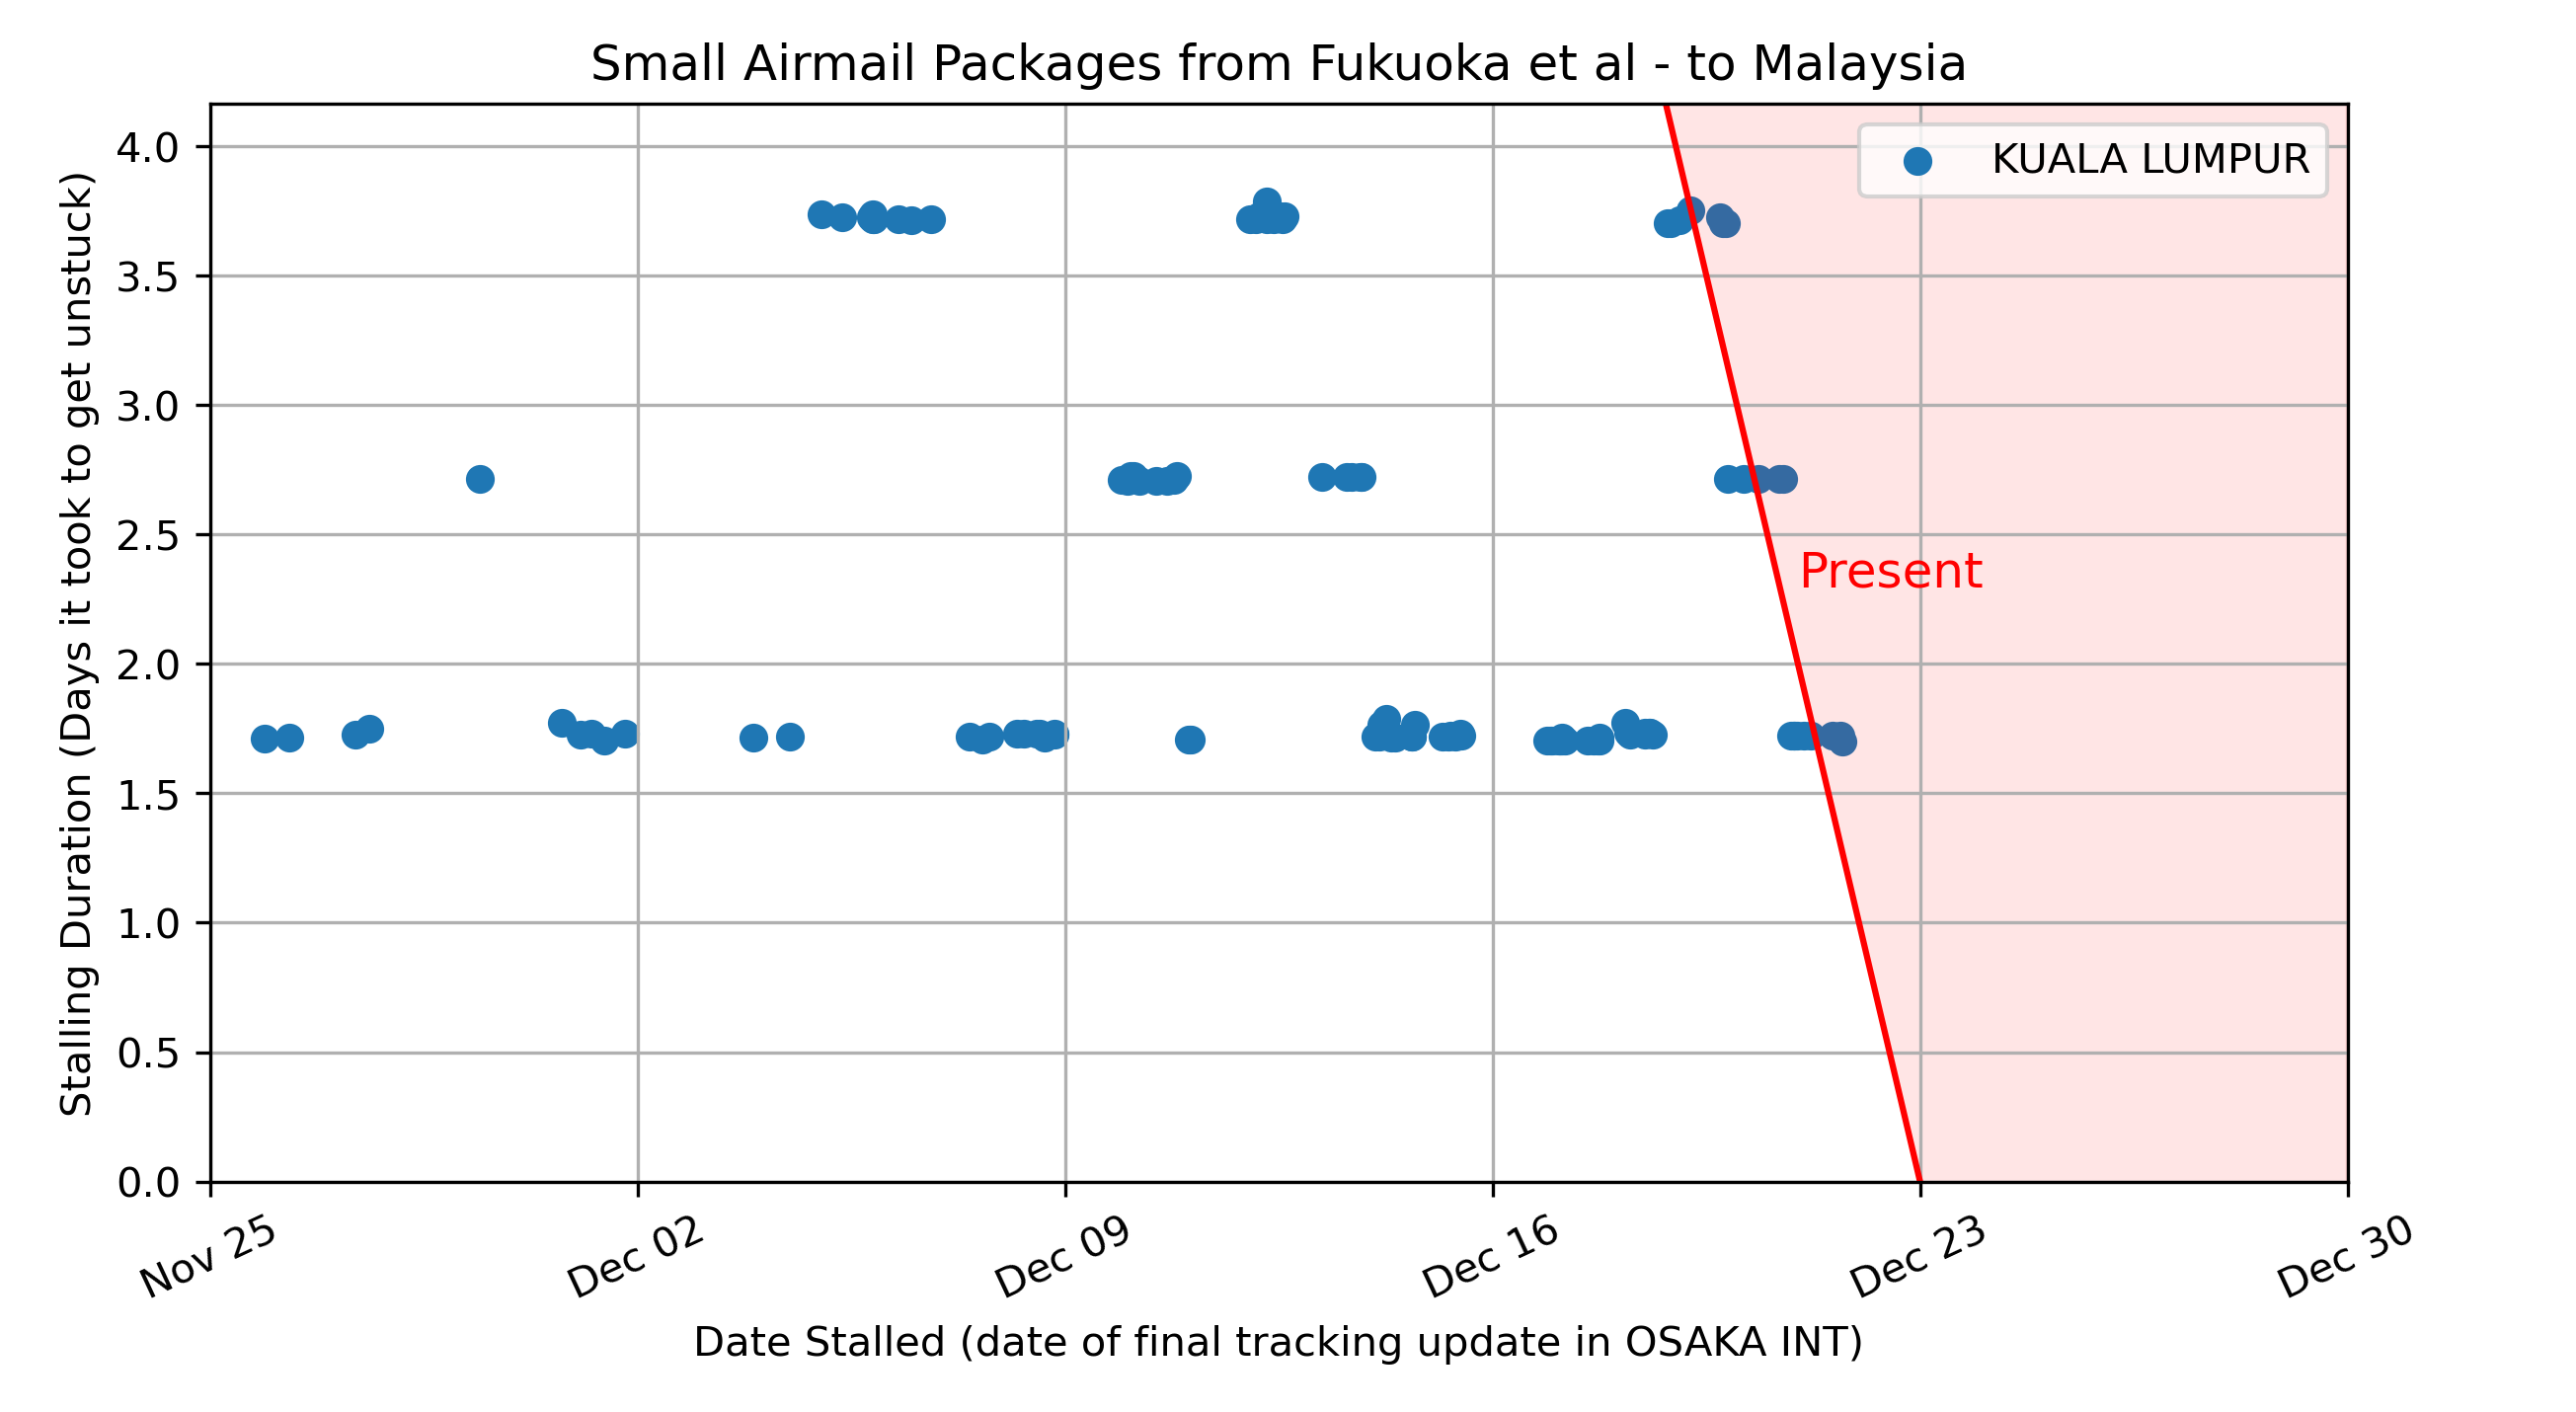 Small Airmail Packages from Fukuoka et al - to Malaysia
KUALA LUMPUR
Present
Stalling Duration (Days it took to get unstuck)
4.0
3.5
3.0
2.5
2.0
1.5
1.0
0.5
0.0
Nov 25
Dec 02
Dec 09
Dec 16
Dec 23
Dec 30
Date Stalled (date of final tracking update in OSAKA INT)